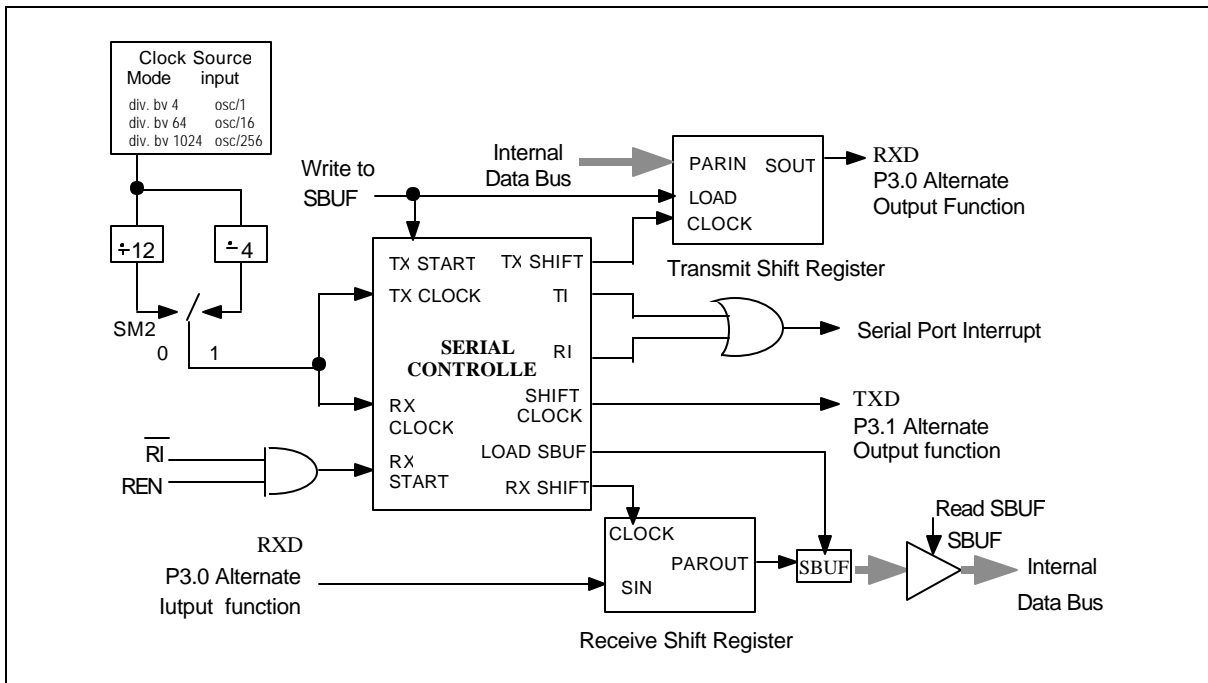 Clock Source
Mode input
div. bv 4 osc/1
div. bv 64 osc/16
div. bv 1024 osc/256
÷12
÷4
SM2
0 1
Write to
SBUF
Internal
Data Bus
PARIN SOUT
LOAD
CLOCK
Transmit Shift Register
RXD
P3.0 Alternate
Output Function
TX START TX SHIFT
TX CLOCK TI
SERIAL
CONTROLLE
RI
RX
CLOCK
SHIFT
CLOCK
RX
START
LOAD SBUF
RX SHIFT
Serial Port Interrupt
TXD
P3.1 Alternate
Output function
RI
REN
RXD
P3.0 Alternate
Iutput function
CLOCK
PAROUT
SIN
Receive Shift Register
SBUF
Read SBUF
SBUF
Internal
Data Bus